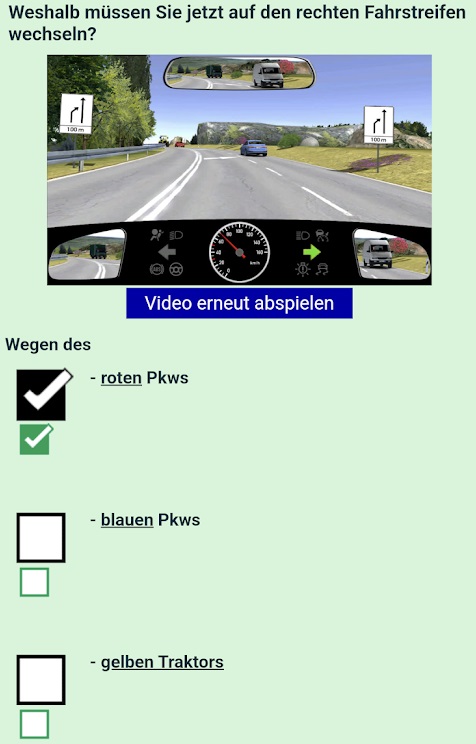 Weshalb müssen Sie jetzt auf den rechten Fahrstreifen
wechseln?
100 m
100 m
Video erneut abspielen
Wegen des
- roten Pkws
- blauen Pkws
- gelben Traktors